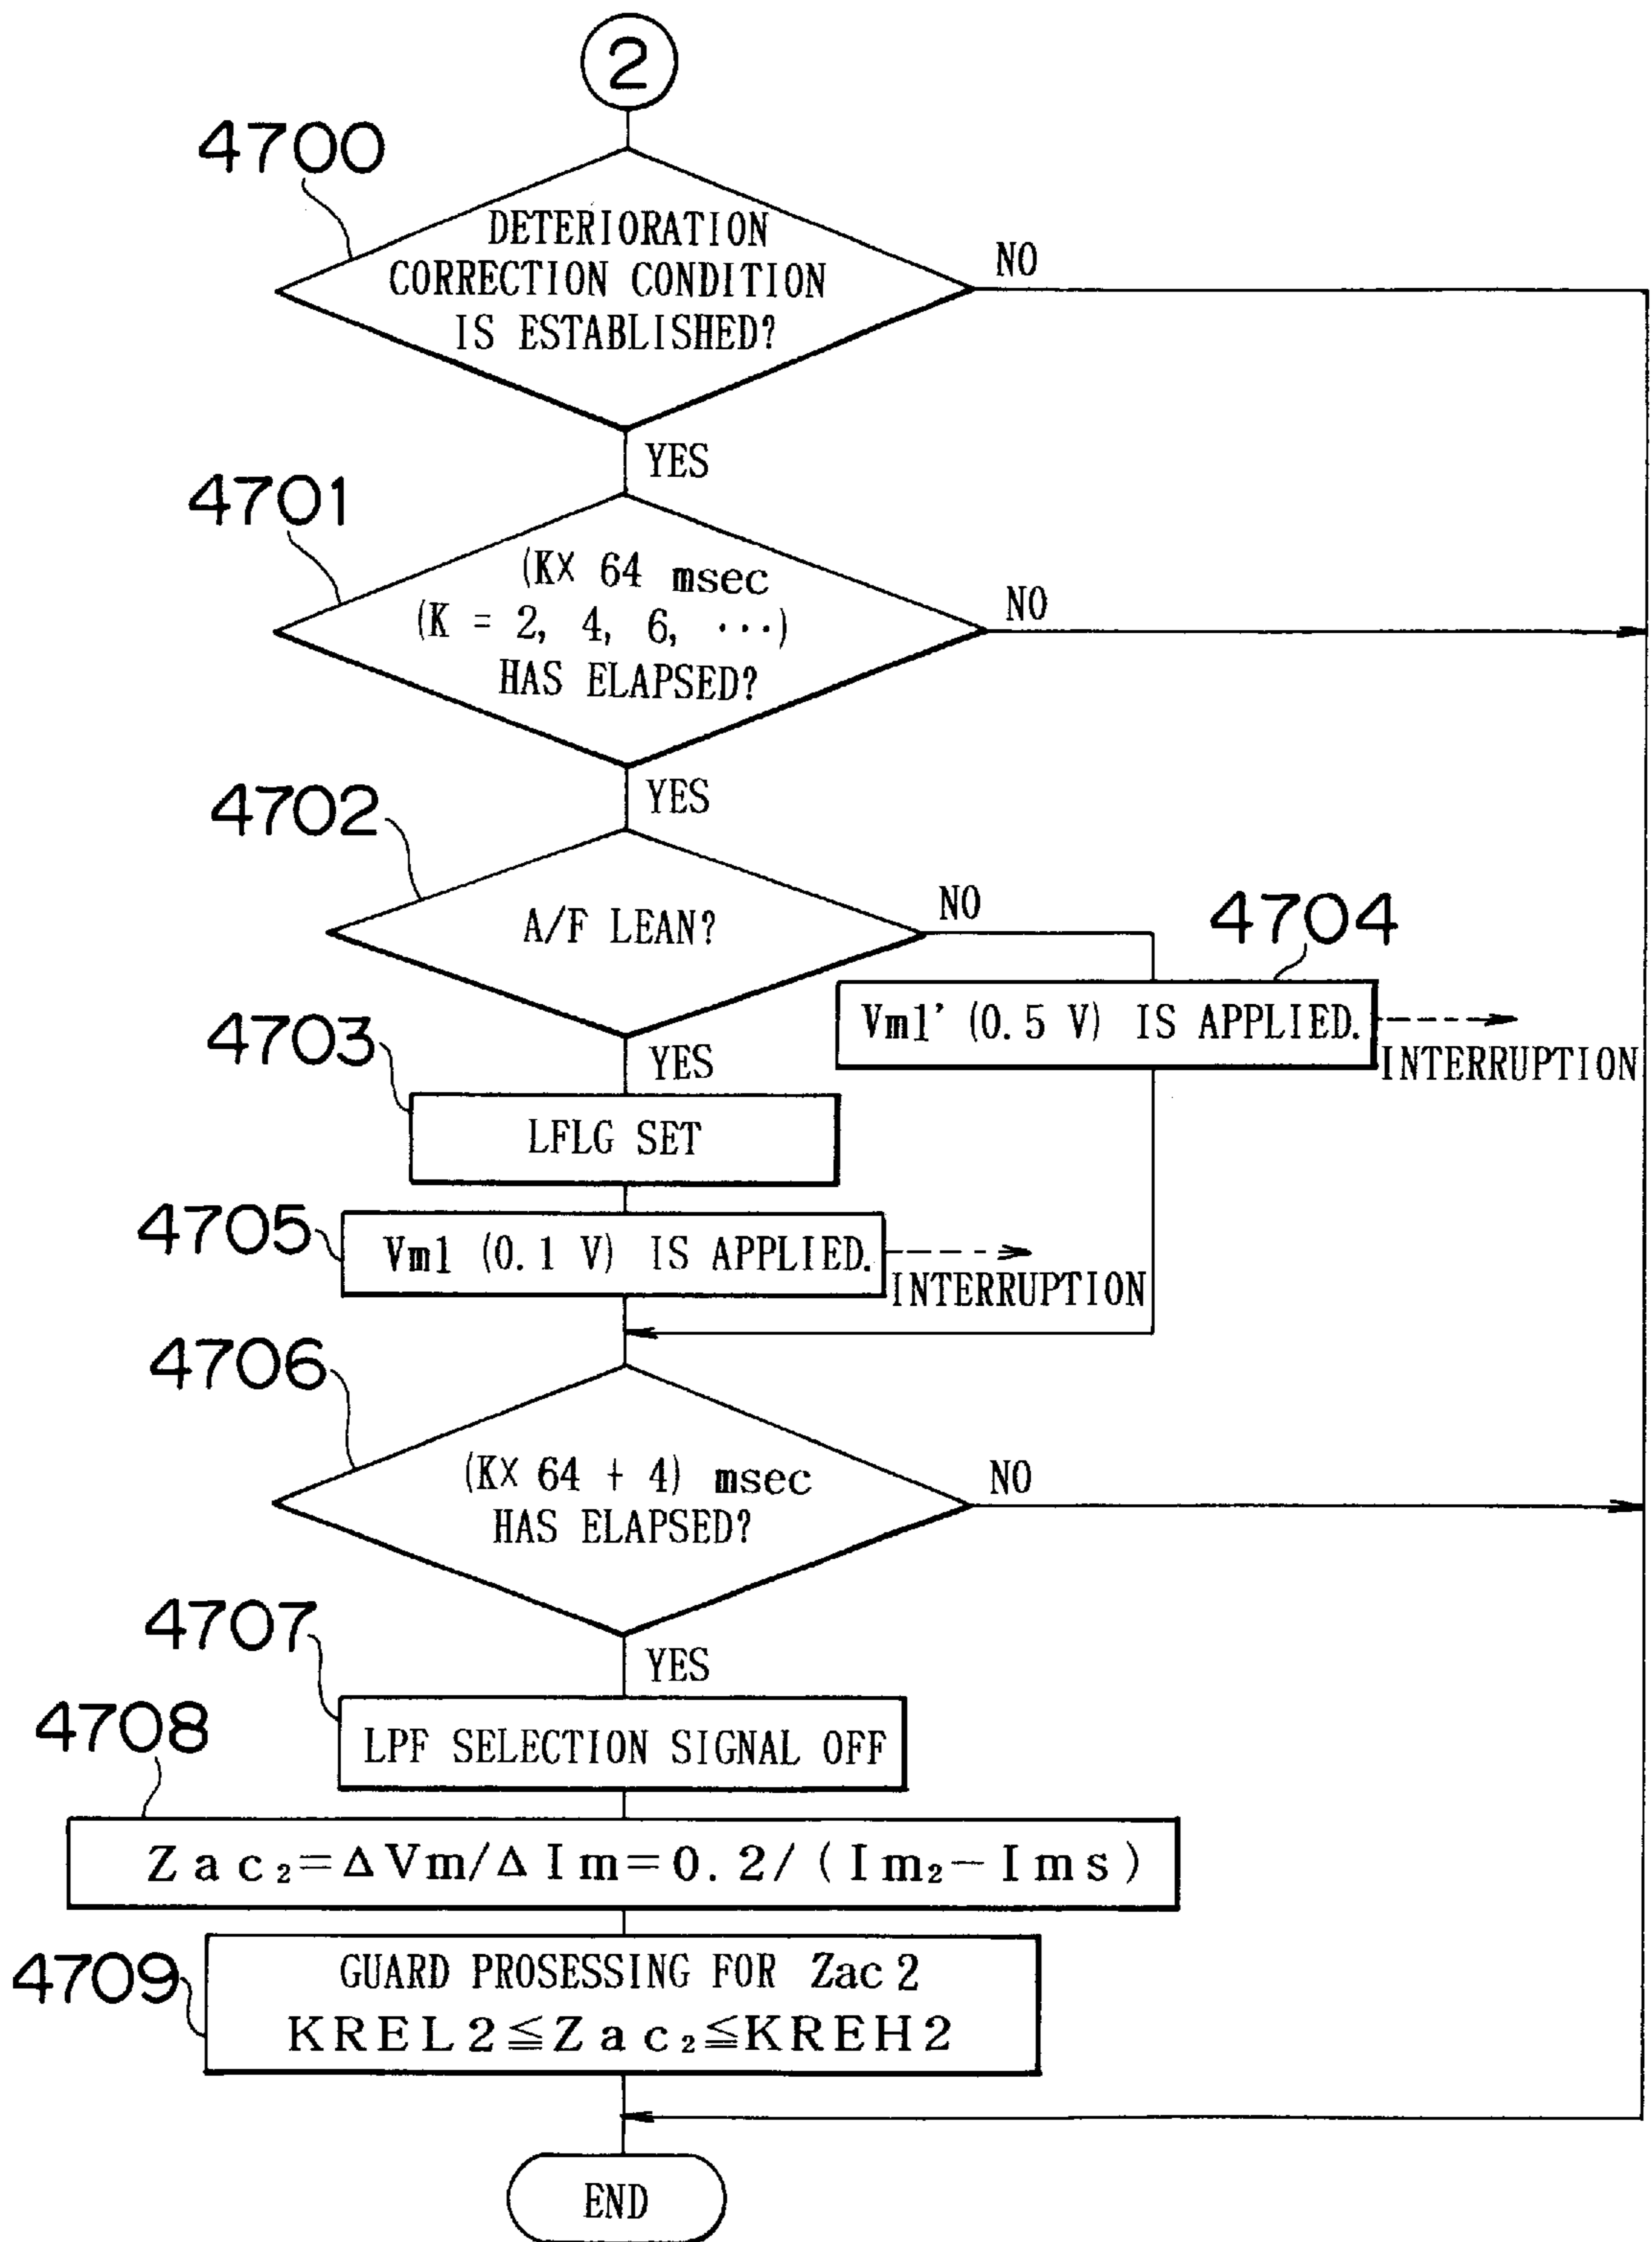 2
4700
DETERIORATION
CORRECTION CONDITION
IS ESTABLISHED?
NO
YES
4701
(K× 64 msec
(K = 2, 4, 6, ･･･)
HAS ELAPSED?
NO
YES
4702
A/F LEAN?
NO
4704
Vm1' (0.5 V) IS APPLIED.
INTERRUPTION
4703
YES
LFLG SET
4705
Vm1 (0.1 V) IS APPLIED.
INTERRUPTION
4706
(K× 64 + 4) msec
HAS ELAPSED?
NO
4707
YES
LPF SELECTION SIGNAL OFF
4708
Zac₂=ΔVm/ΔIm=0.2/(Im₂−Ims)
4709
GUARD PROSESSING FOR Zac2
KREL2≦Zac₂≦KREH2
END